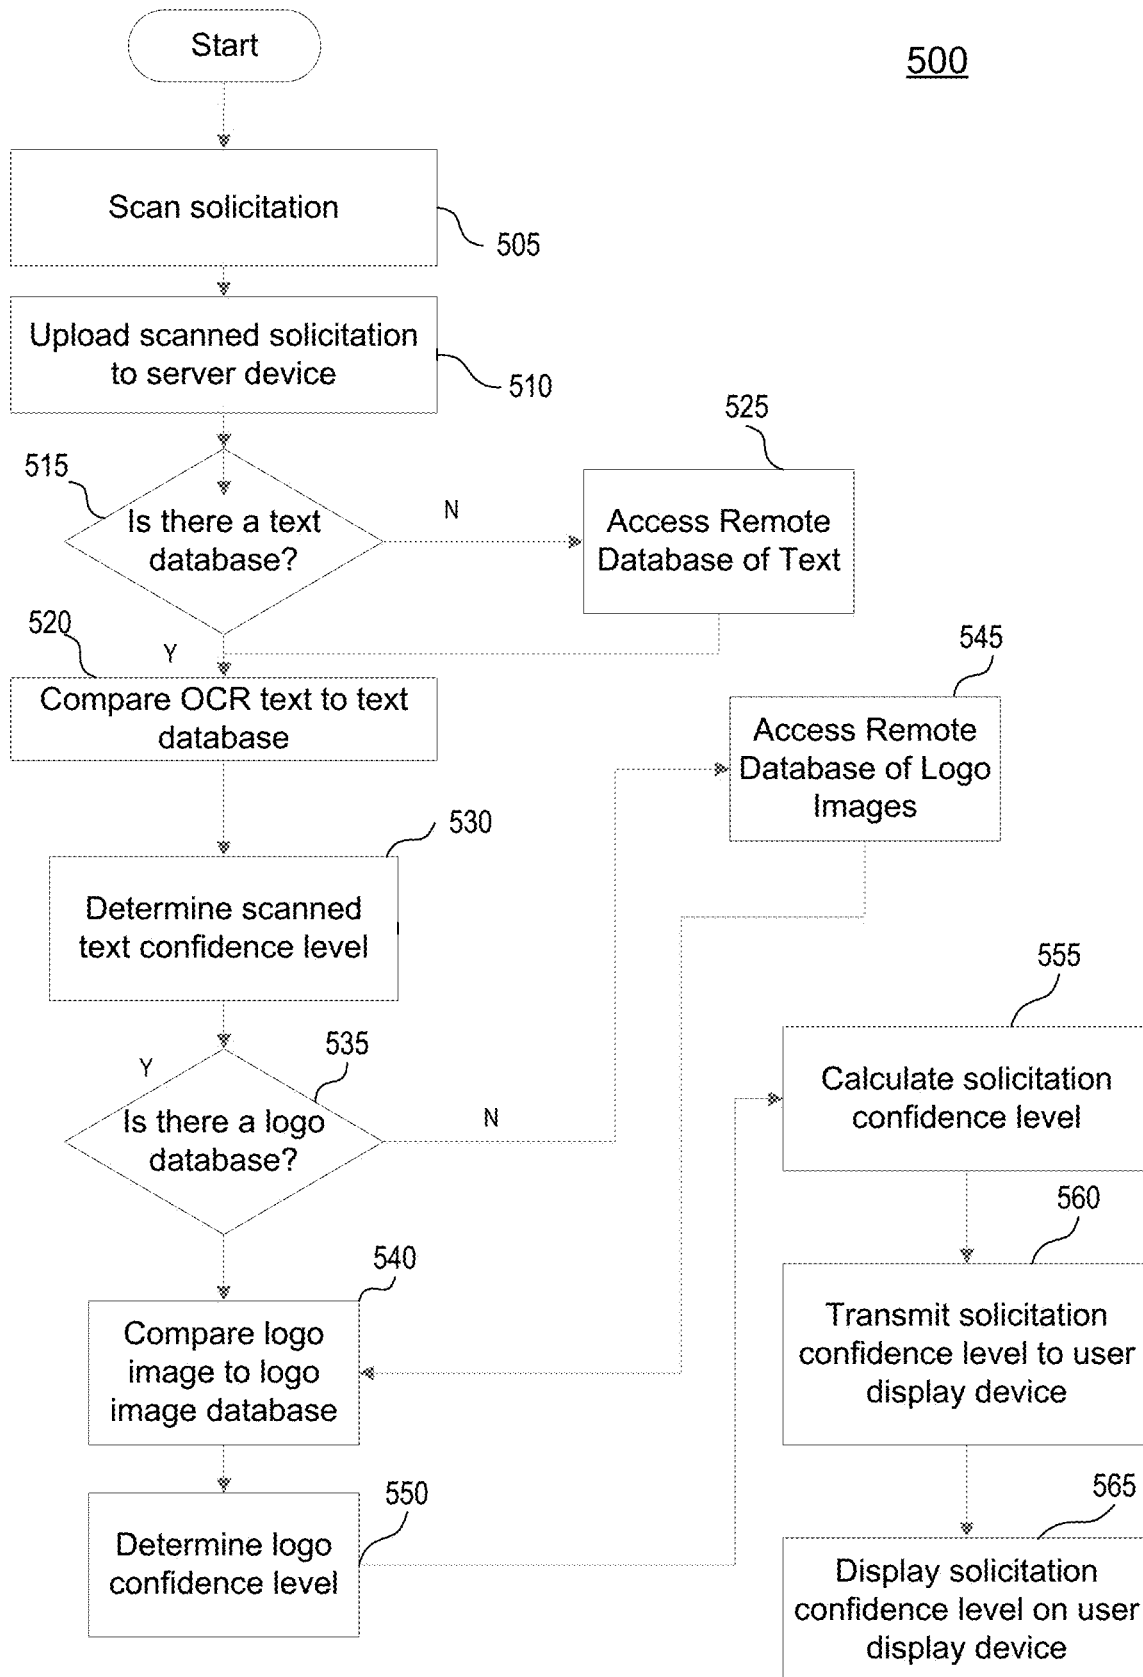 Start
500
Scan solicitation
505
Upload scanned solicitation
to server device
510
515
Is there a text
database?
N
525
Access Remote
Database of Text
Y
520
Compare OCR text to text
database
545
Access Remote
Database of Logo
Images
530
Determine scanned
text confidence level
Y
535
Is there a logo
database?
N
540
Compare logo
image to logo
image database
550
Determine logo
confidence level
555
Calculate solicitation
confidence level
560
Transmit solicitation
confidence level to user
display device
565
Display solicitation
confidence level on user
display device